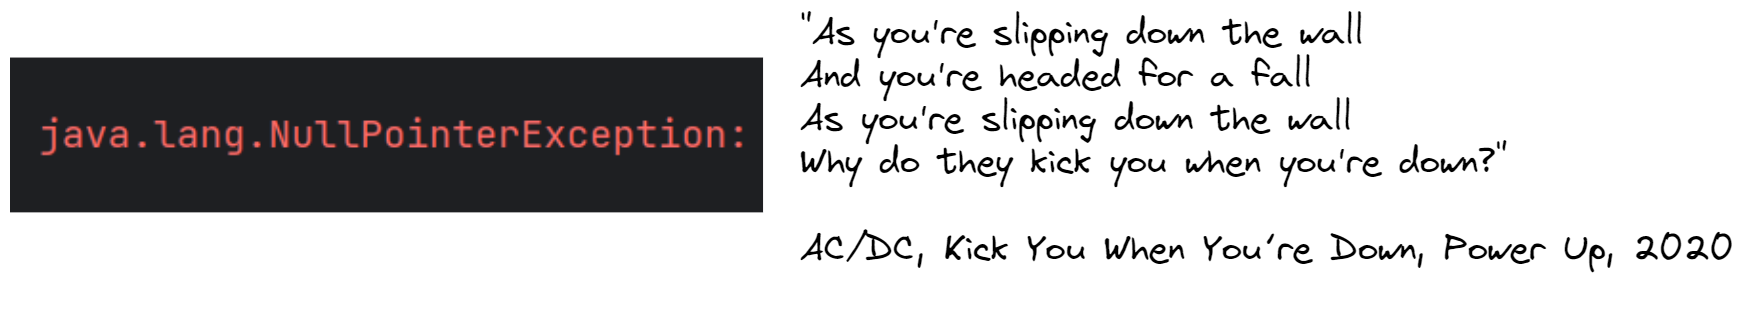 java.lang.NullPointerException:
"As you're slipping down the wall
And you're headed for a fall
As you're slipping down the wall
Why do they kick you when you're down?"
AC/DC, Kick You When You're Down, Power Up, 2020